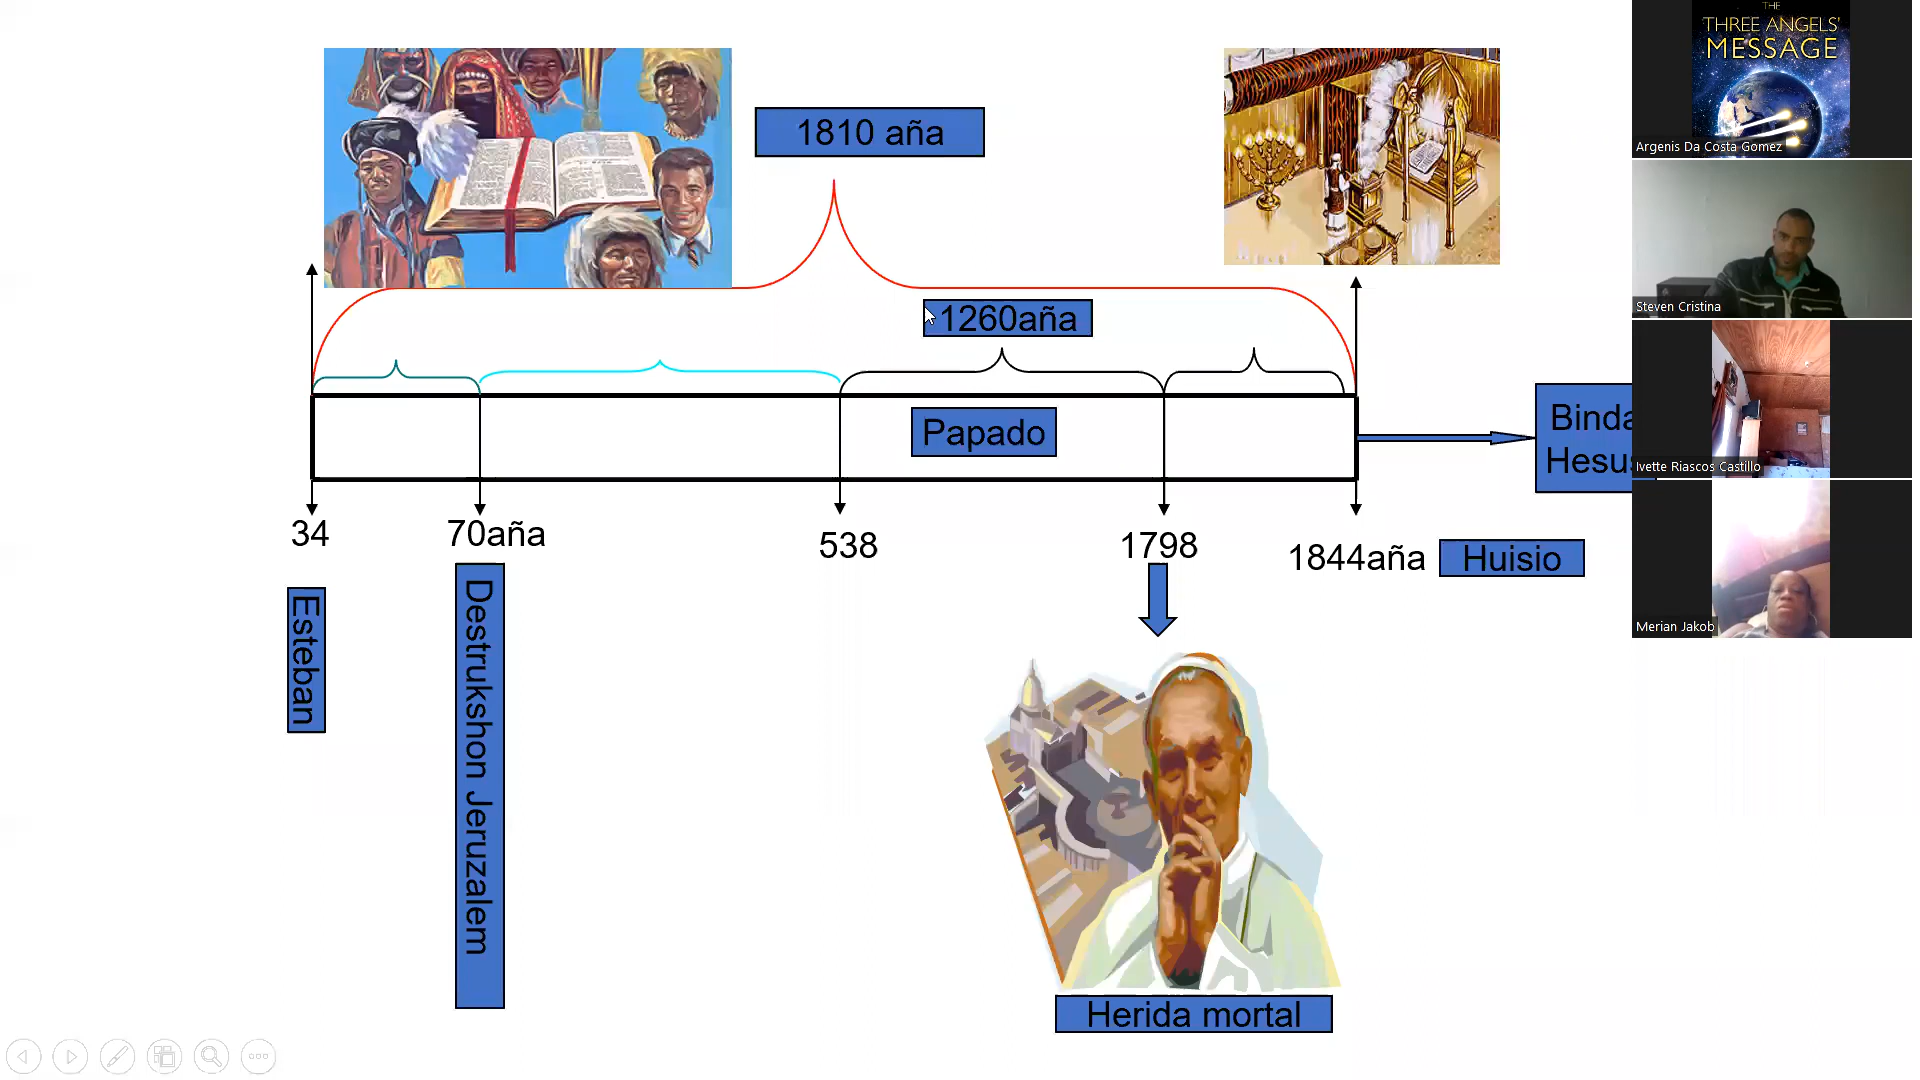 THE
THREE ANGELS'
MESSAGE
Argenis Da Costa Gomez
1810 aña
Steven Cristina
1260aña
Papado
Binda
Hesus
Ivette Riascos Castillo
34
70aña
538
1798
1844aña
Huisio
Esteban
Destrukshon Jeruzalem
Merian Jakob
Herida mortal